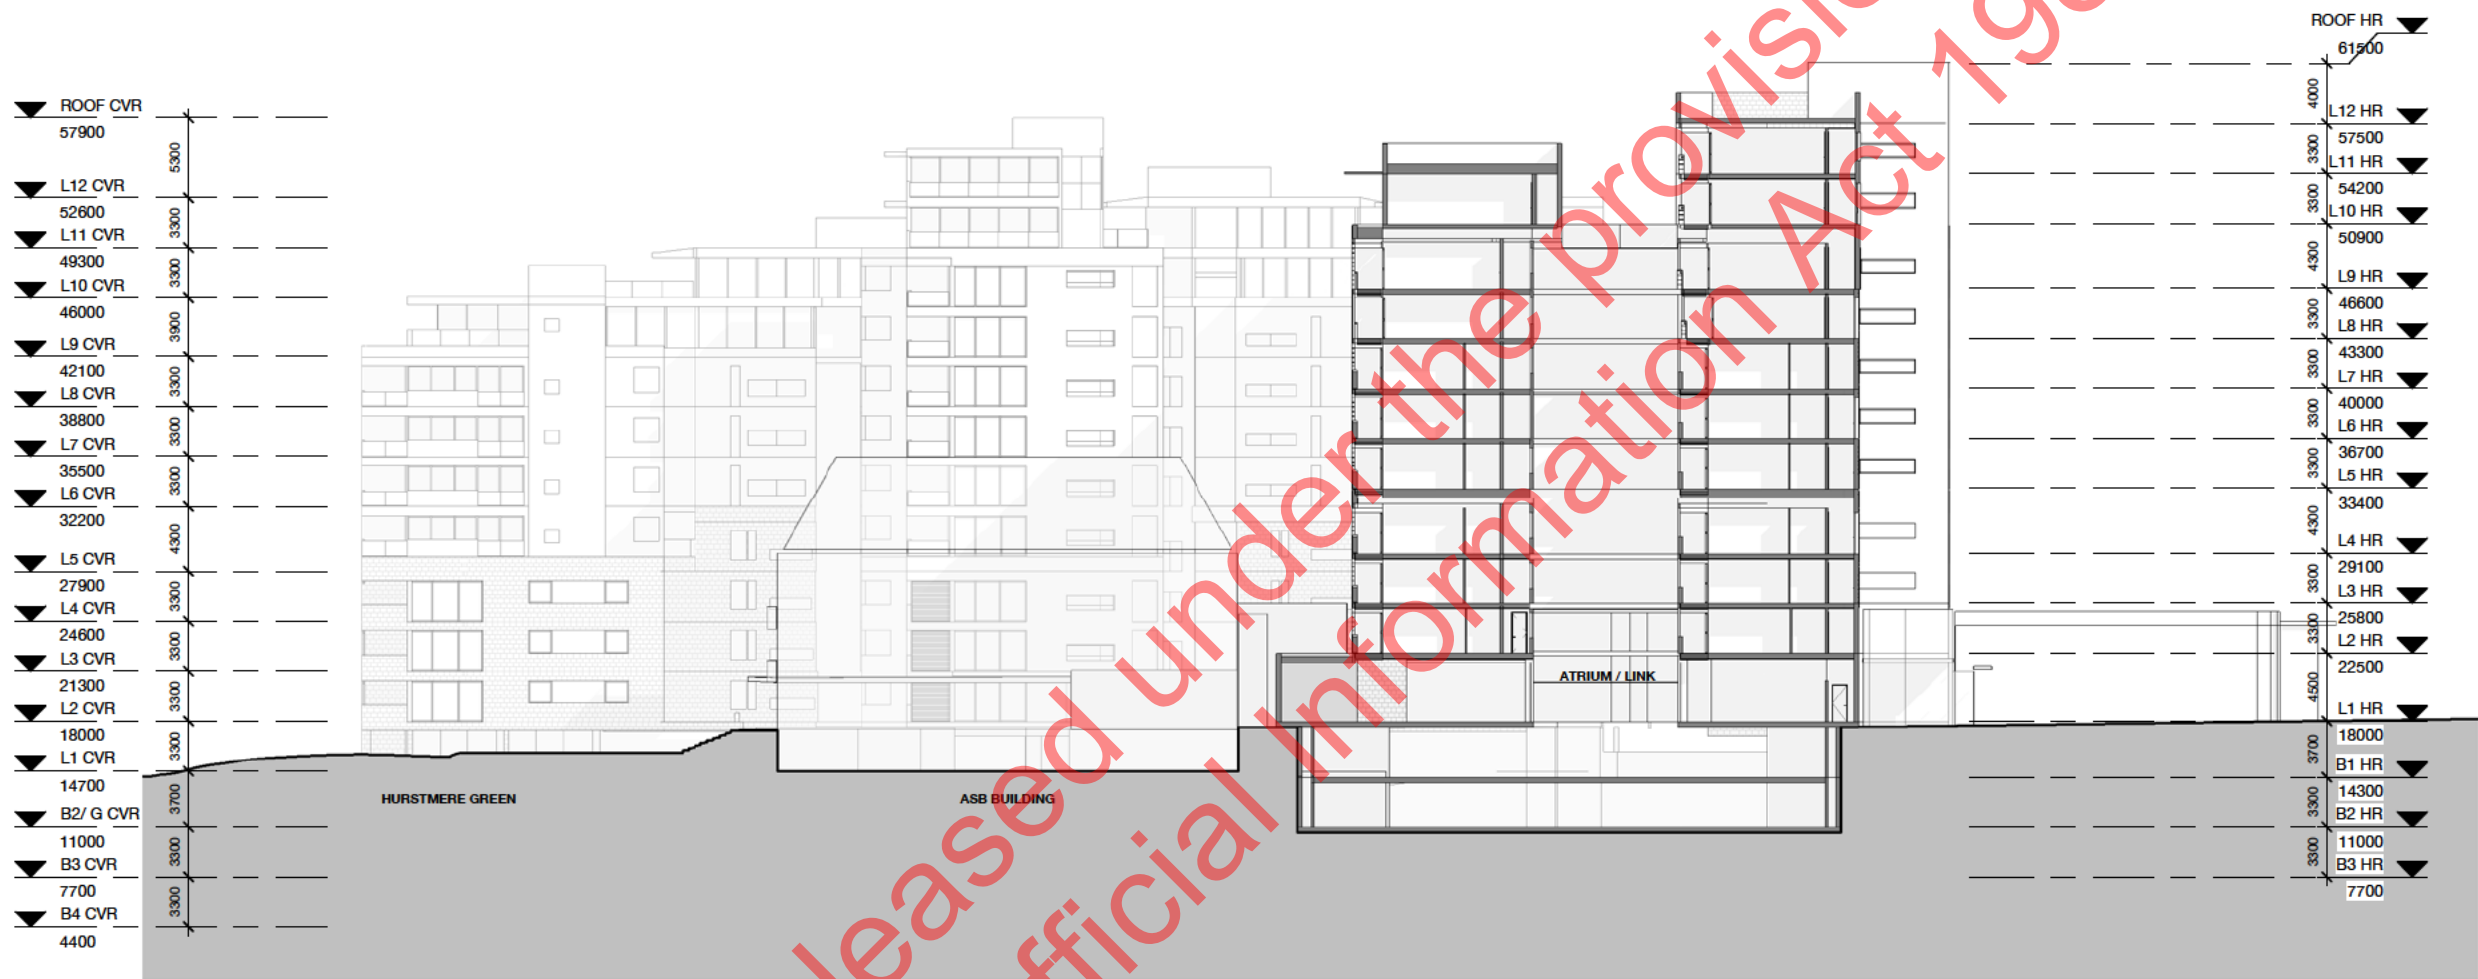 ROOF CVR
57900
5300
L12 CVR
52600
3300
L11 CVR
49300
3300
L10 CVR
46000
3900
L9 CVR
42100
3300
L8 CVR
38800
3300
L7 CVR
35500
3300
L6 CVR
32200
4300
L5 CVR
27900
3300
L4 CVR
24600
3300
L3 CVR
21300
3300
L2 CVR
18000
3300
L1 CVR
14700
3700
B2/ G CVR
11000
3300
B3 CVR
7700
3300
B4 CVR
4400
HURSTMERE GREEN
ASB BUILDING
ATRIUM / LINK
ROOF HR
61500
4000
L12 HR
57500
3300
L11 HR
54200
3300
L10 HR
50900
4300
L9 HR
46600
3300
L8 HR
43300
3300
L7 HR
40000
3300
L6 HR
36700
3300
L5 HR
33400
4300
L4 HR
29100
3300
L3 HR
25800
3300
L2 HR
22500
4500
L1 HR
18000
3700
B1 HR
14300
3300
B2 HR
11000
3300
B3 HR
7700
leased under the provisi
fficial Information Act 19